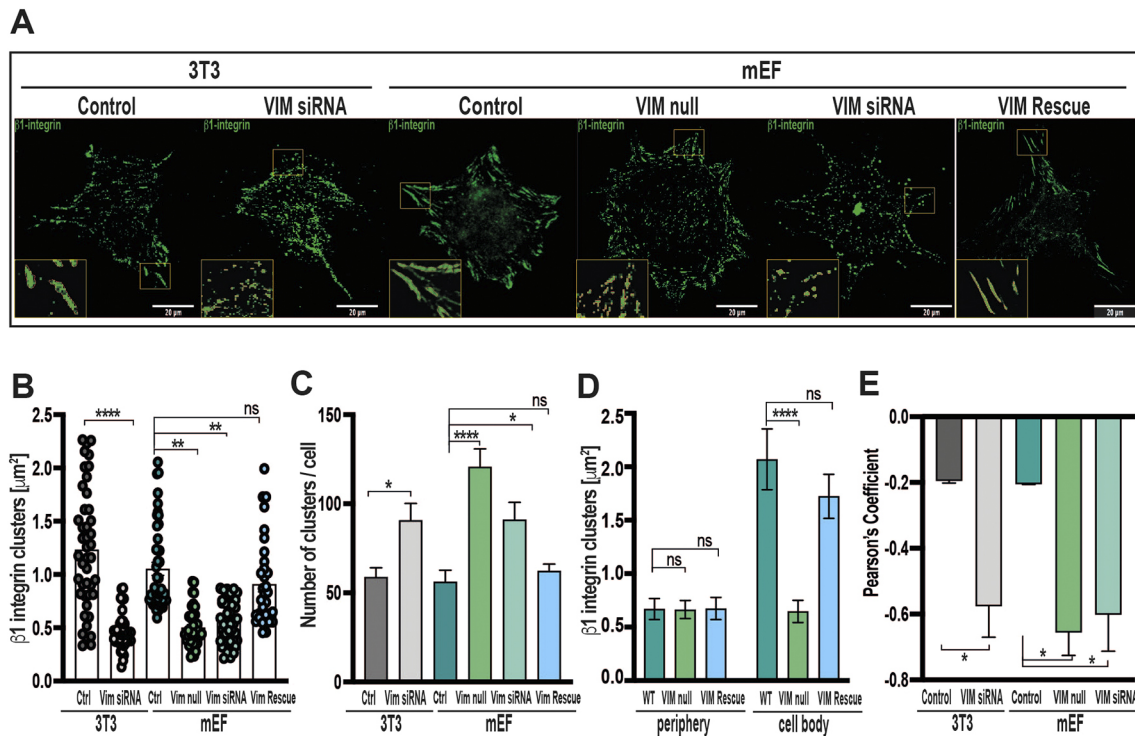 A
3T3 mEF
Control VIM siRNA Control VIM null VIM siRNA VIM Rescue
β1-integrin β1-integrin β1-integrin β1-integrin β1-integrin β1-integrin
20 μm 20 μm 20 μm 20 μm 20 μm 20 μm
B
β1 integrin clusters [μm²]
2.5
2.0
1.5
1.0
0.5
0.0
**** ** ** ns
Ctrl Vim siRNA Ctrl Vim null Vim siRNA Vim Rescue
3T3 mEF
C
Number of clusters / cell
150
100
50
0
* **** * ns
Ctrl Vim siRNA Ctrl Vim null Vim siRNA Vim Rescue
3T3 mEF
D
β1 integrin clusters [μm²]
2.5
2.0
1.5
1.0
0.5
0.0
ns ns **** ns
WT VIM null VIM Rescue WT VIM null VIM Rescue
periphery cell body
E
Pearson's Coefficient
0.0
-0.2
-0.4
-0.6
-0.8
* * *
Control VIM siRNA Control VIM null VIM siRNA
3T3 mEF